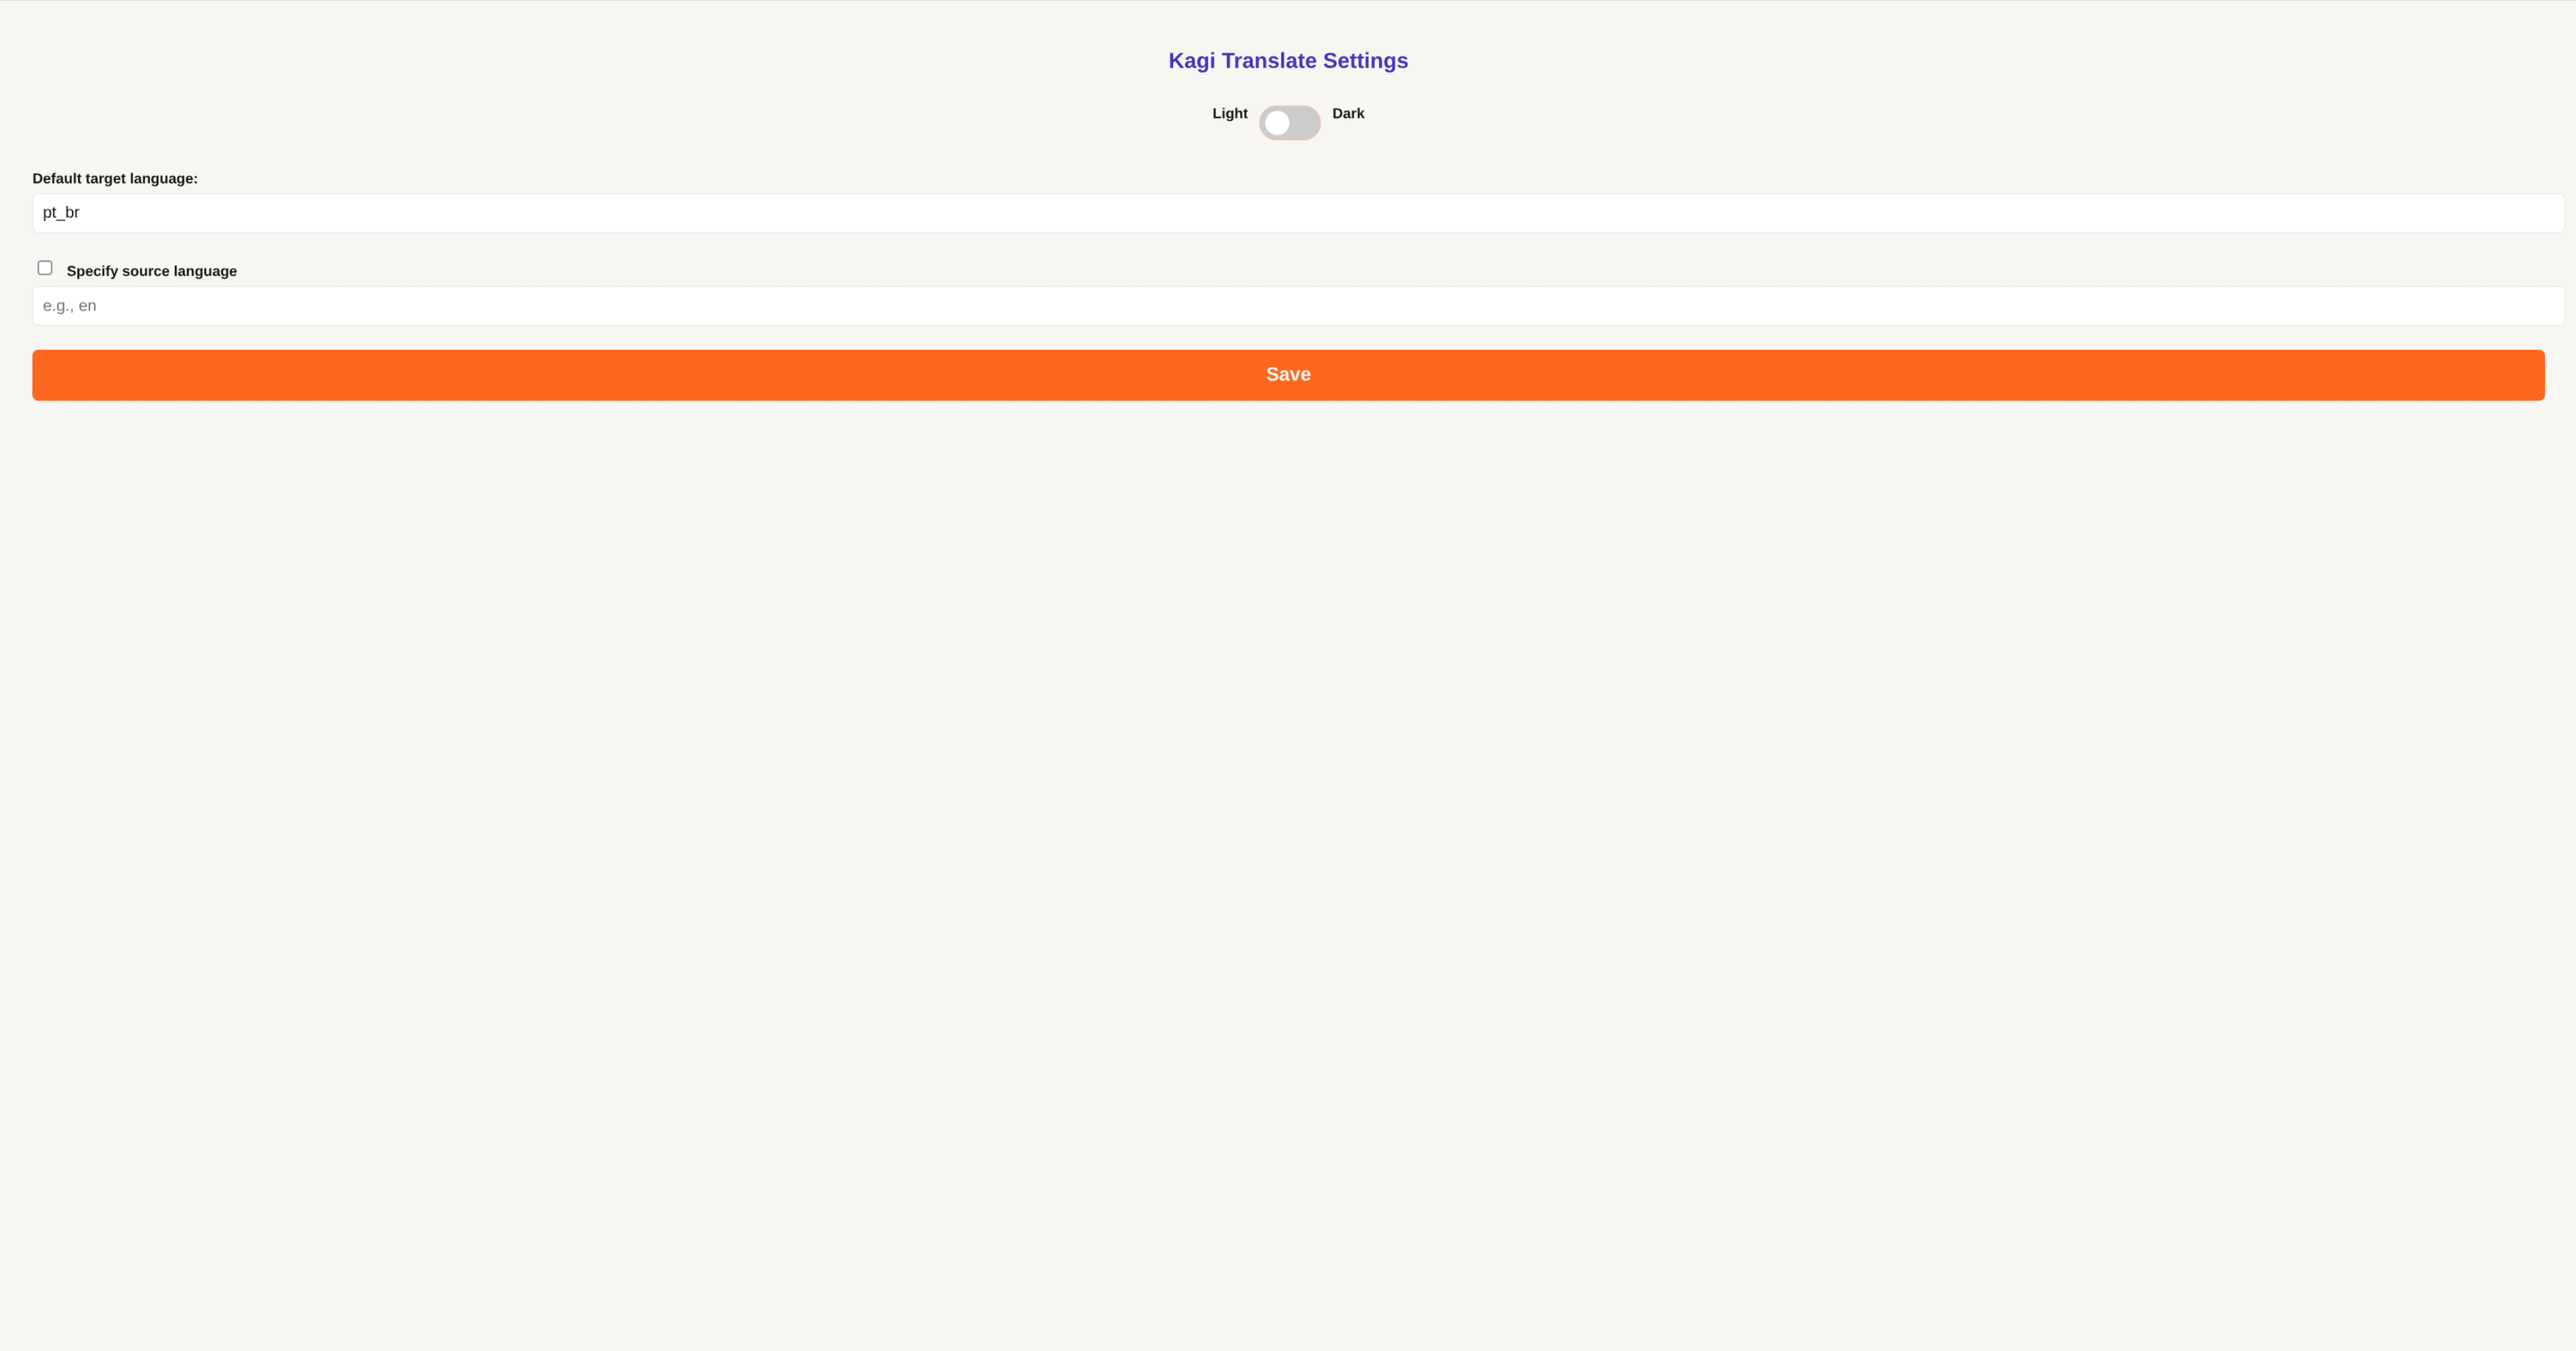 Kagi Translate Settings
Light Dark
Default target language:
pt_br
Specify source language
e.g., en
Save